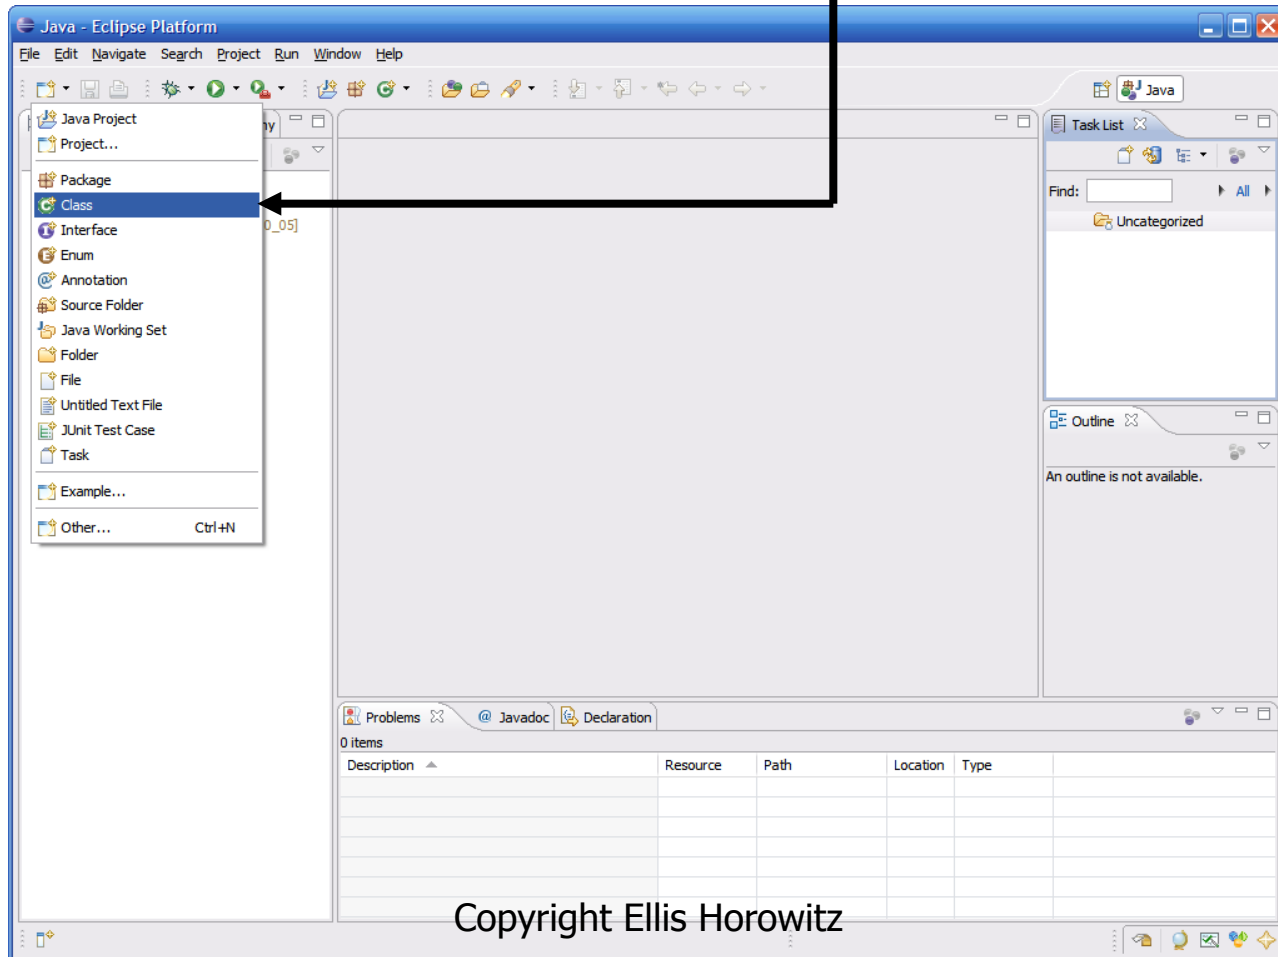 Java - Eclipse Platform
File Edit Navigate Search Project Run Window Help
Java
Java Project
Project...
Package
Class
Interface
Enum
Annotation
Source Folder
Java Working Set
Folder
File
Untitled Text File
JUnit Test Case
Task
Example...
Other... Ctrl+N
hy
0_05]
Task List
Find: All
Uncategorized
Outline
An outline is not available.
Problems @ Javadoc Declaration
0 items
Description Resource Path Location Type
Copyright Ellis Horowitz